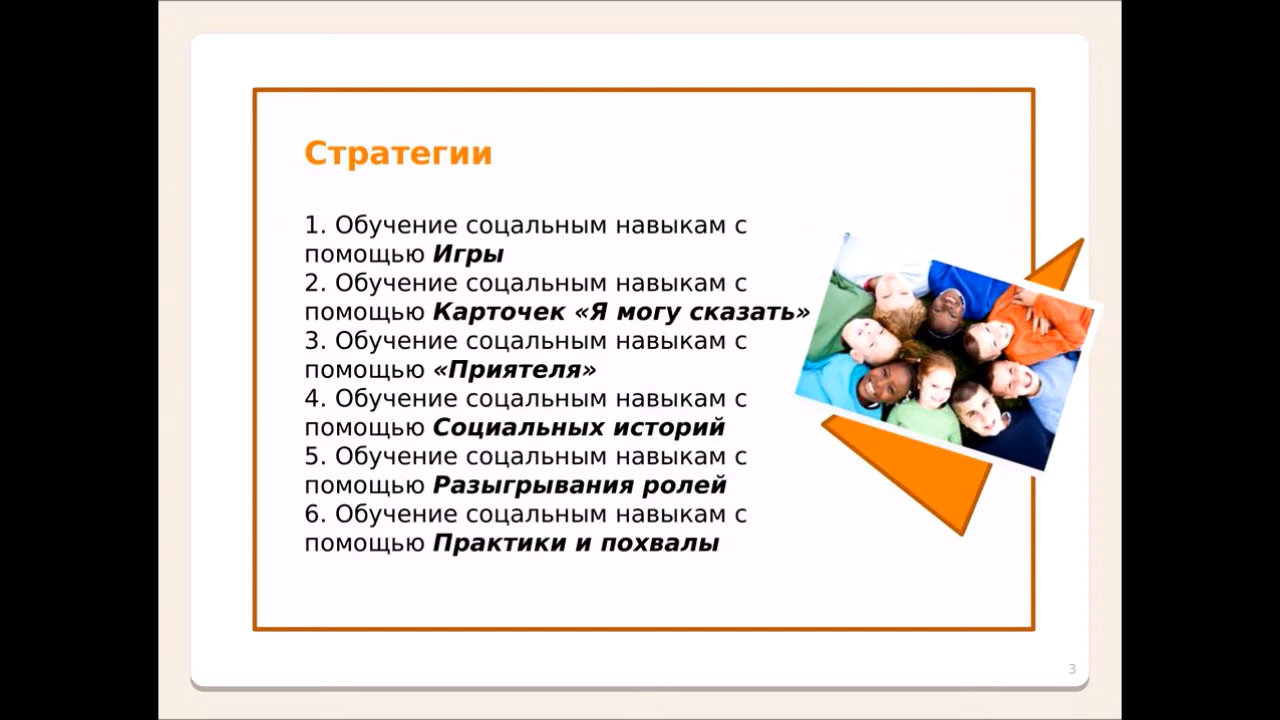 Стратегии
1. Обучение соцальным навыкам с
помощью Игры
2. Обучение соцальным навыкам с
помощью Карточек «Я могу сказать»
3. Обучение соцальным навыкам с
помощью «Приятеля»
4. Обучение соцальным навыкам с
помощью Социальных историй
5. Обучение соцальным навыкам с
помощью Разыгрывания ролей
6. Обучение соцальным навыкам с
помощью Практики и похвалы
3